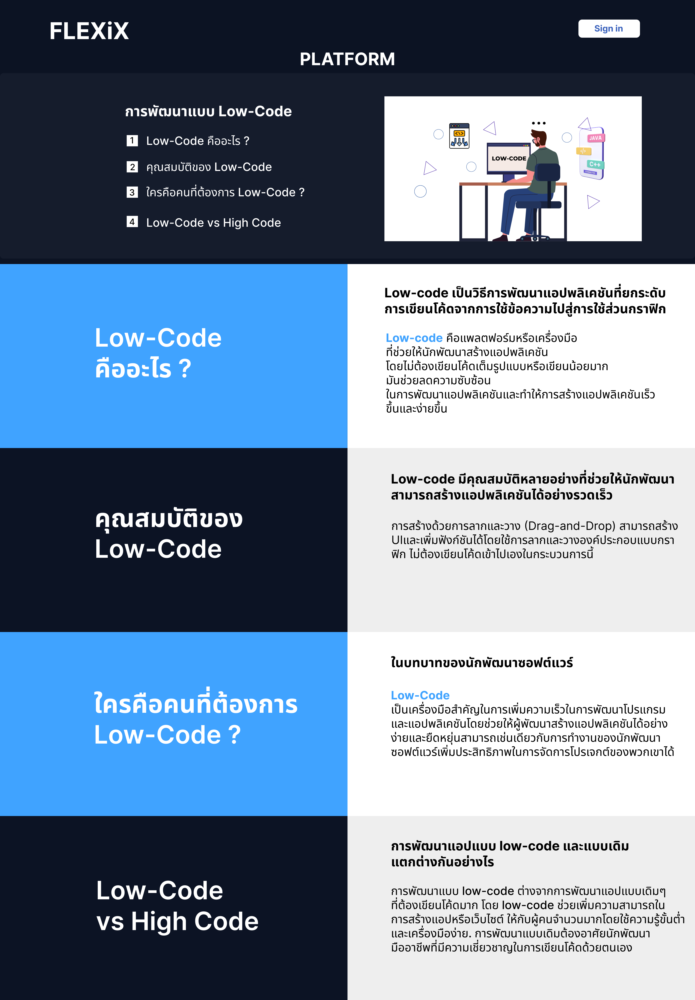 FLEXiX
Sign in
PLATFORM
การพัฒนาแบบ Low-Code
1 Low-Code คืออะไร ?
2 คุณสมบัติของ Low-Code
3 ใครคือคนที่ต้องการ Low-Code ?
4 Low-Code vs High Code
LOW-CODE
JAVA
</>
C++
CONNECTED
Low-Code
คืออะไร ?
Low-code เป็นวิธีการพัฒนาแอปพลิเคชันที่ยกระดับ
การเขียนโค้ดจากการใช้ข้อความไปสู่การใช้ส่วนกราฟิก
Low-code คือแพลตฟอร์มหรือเครื่องมือ
ที่ช่วยให้นักพัฒนาสร้างแอปพลิเคชัน
โดยไม่ต้องเขียนโค้ดเต็มรูปแบบหรือเขียนน้อยมาก
มันช่วยลดความซับซ้อน
ในการพัฒนาแอปพลิเคชันและทำให้การสร้างแอปพลิเคชันเร็ว
ขึ้นและง่ายขึ้น
คุณสมบัติของ
Low-Code
Low-code มีคุณสมบัติหลายอย่างที่ช่วยให้นักพัฒนา
สามารถสร้างแอปพลิเคชันได้อย่างรวดเร็ว
การสร้างด้วยการลากและวาง (Drag-and-Drop) สามารถสร้าง
UIและเพิ่มฟังก์ชันได้โดยใช้การลากและวางองค์ประกอบแบบกรา
ฟิก ไม่ต้องเขียนโค้ดเข้าไปเองในกระบวนการนี้
ใครคือคนที่ต้องการ
Low-Code ?
ในบทบาทของนักพัฒนาซอฟต์แวร์
Low-Code
เป็นเครื่องมือสำคัญในการเพิ่มความเร็วในการพัฒนาโปรแกรม
และแอปพลิเคชันโดยช่วยให้ผู้พัฒนาสร้างแอปพลิเคชันได้อย่าง
ง่ายและยืดหยุ่นสามารถเช่นเดียวกับการทำงานของนักพัฒนา
ซอฟต์แวร์เพิ่มประสิทธิภาพในการจัดการโปรเจกต์ของพวกเขาได้
Low-Code
vs High Code
การพัฒนาแอปแบบ low-code และแบบเดิม
แตกต่างกันอย่างไร
การพัฒนาแบบ low-code ต่างจากการพัฒนาแอปแบบเดิมๆ
ที่ต้องเขียนโค้ดมาก โดย low-code ช่วยเพิ่มความสามารถใน
การสร้างแอปหรือเว็บไซต์ ให้กับผู้คนจำนวนมากโดยใช้ความรู้ขั้นต่ำ
และเครื่องมือง่าย. การพัฒนาแบบเดิมต้องอาศัยนักพัฒนา
มืออาชีพที่มีความเชี่ยวชาญในการเขียนโค้ดด้วยตนเอง